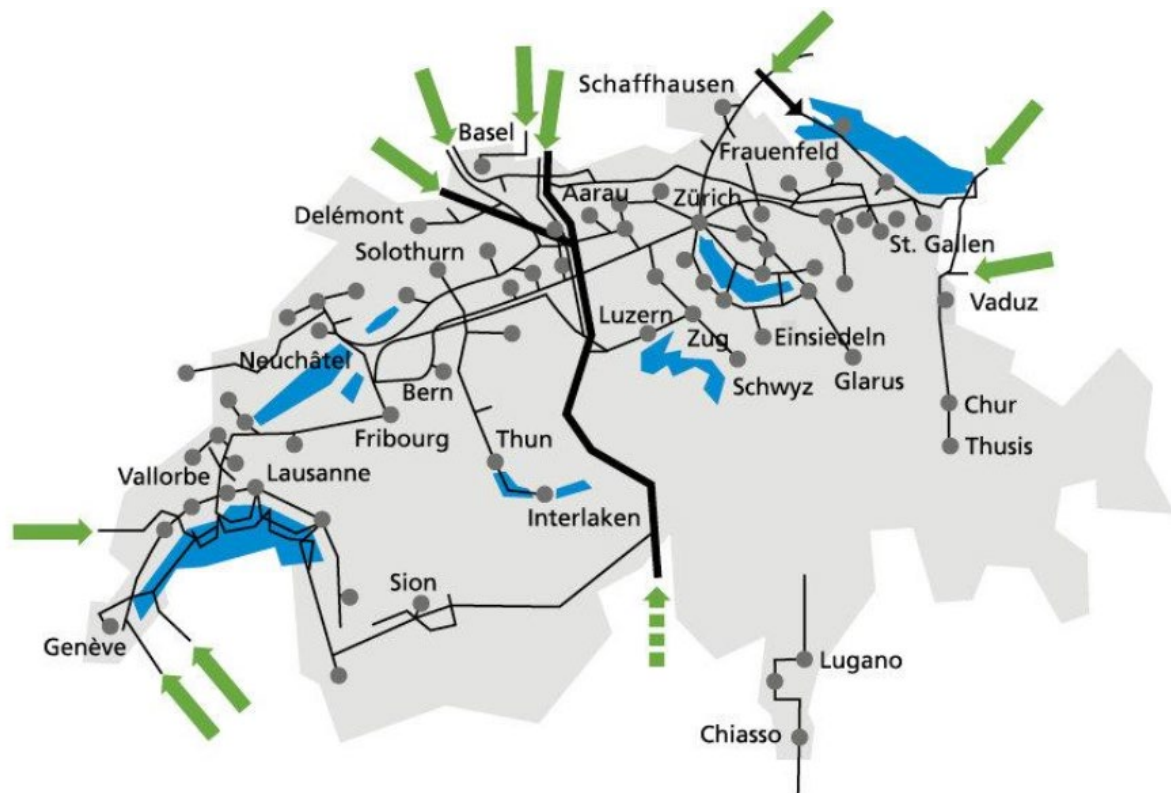 Schaffhausen
Basel
Frauenfeld
Aarau
Zürich
Delémont
Solothurn
St. Gallen
Vaduz
Luzern
Zug
Einsiedeln
Neuchâtel
Bern
Schwyz
Glarus
Chur
Fribourg
Thun
Thusis
Vallorbe
Lausanne
Interlaken
Sion
Genève
Lugano
Chiasso